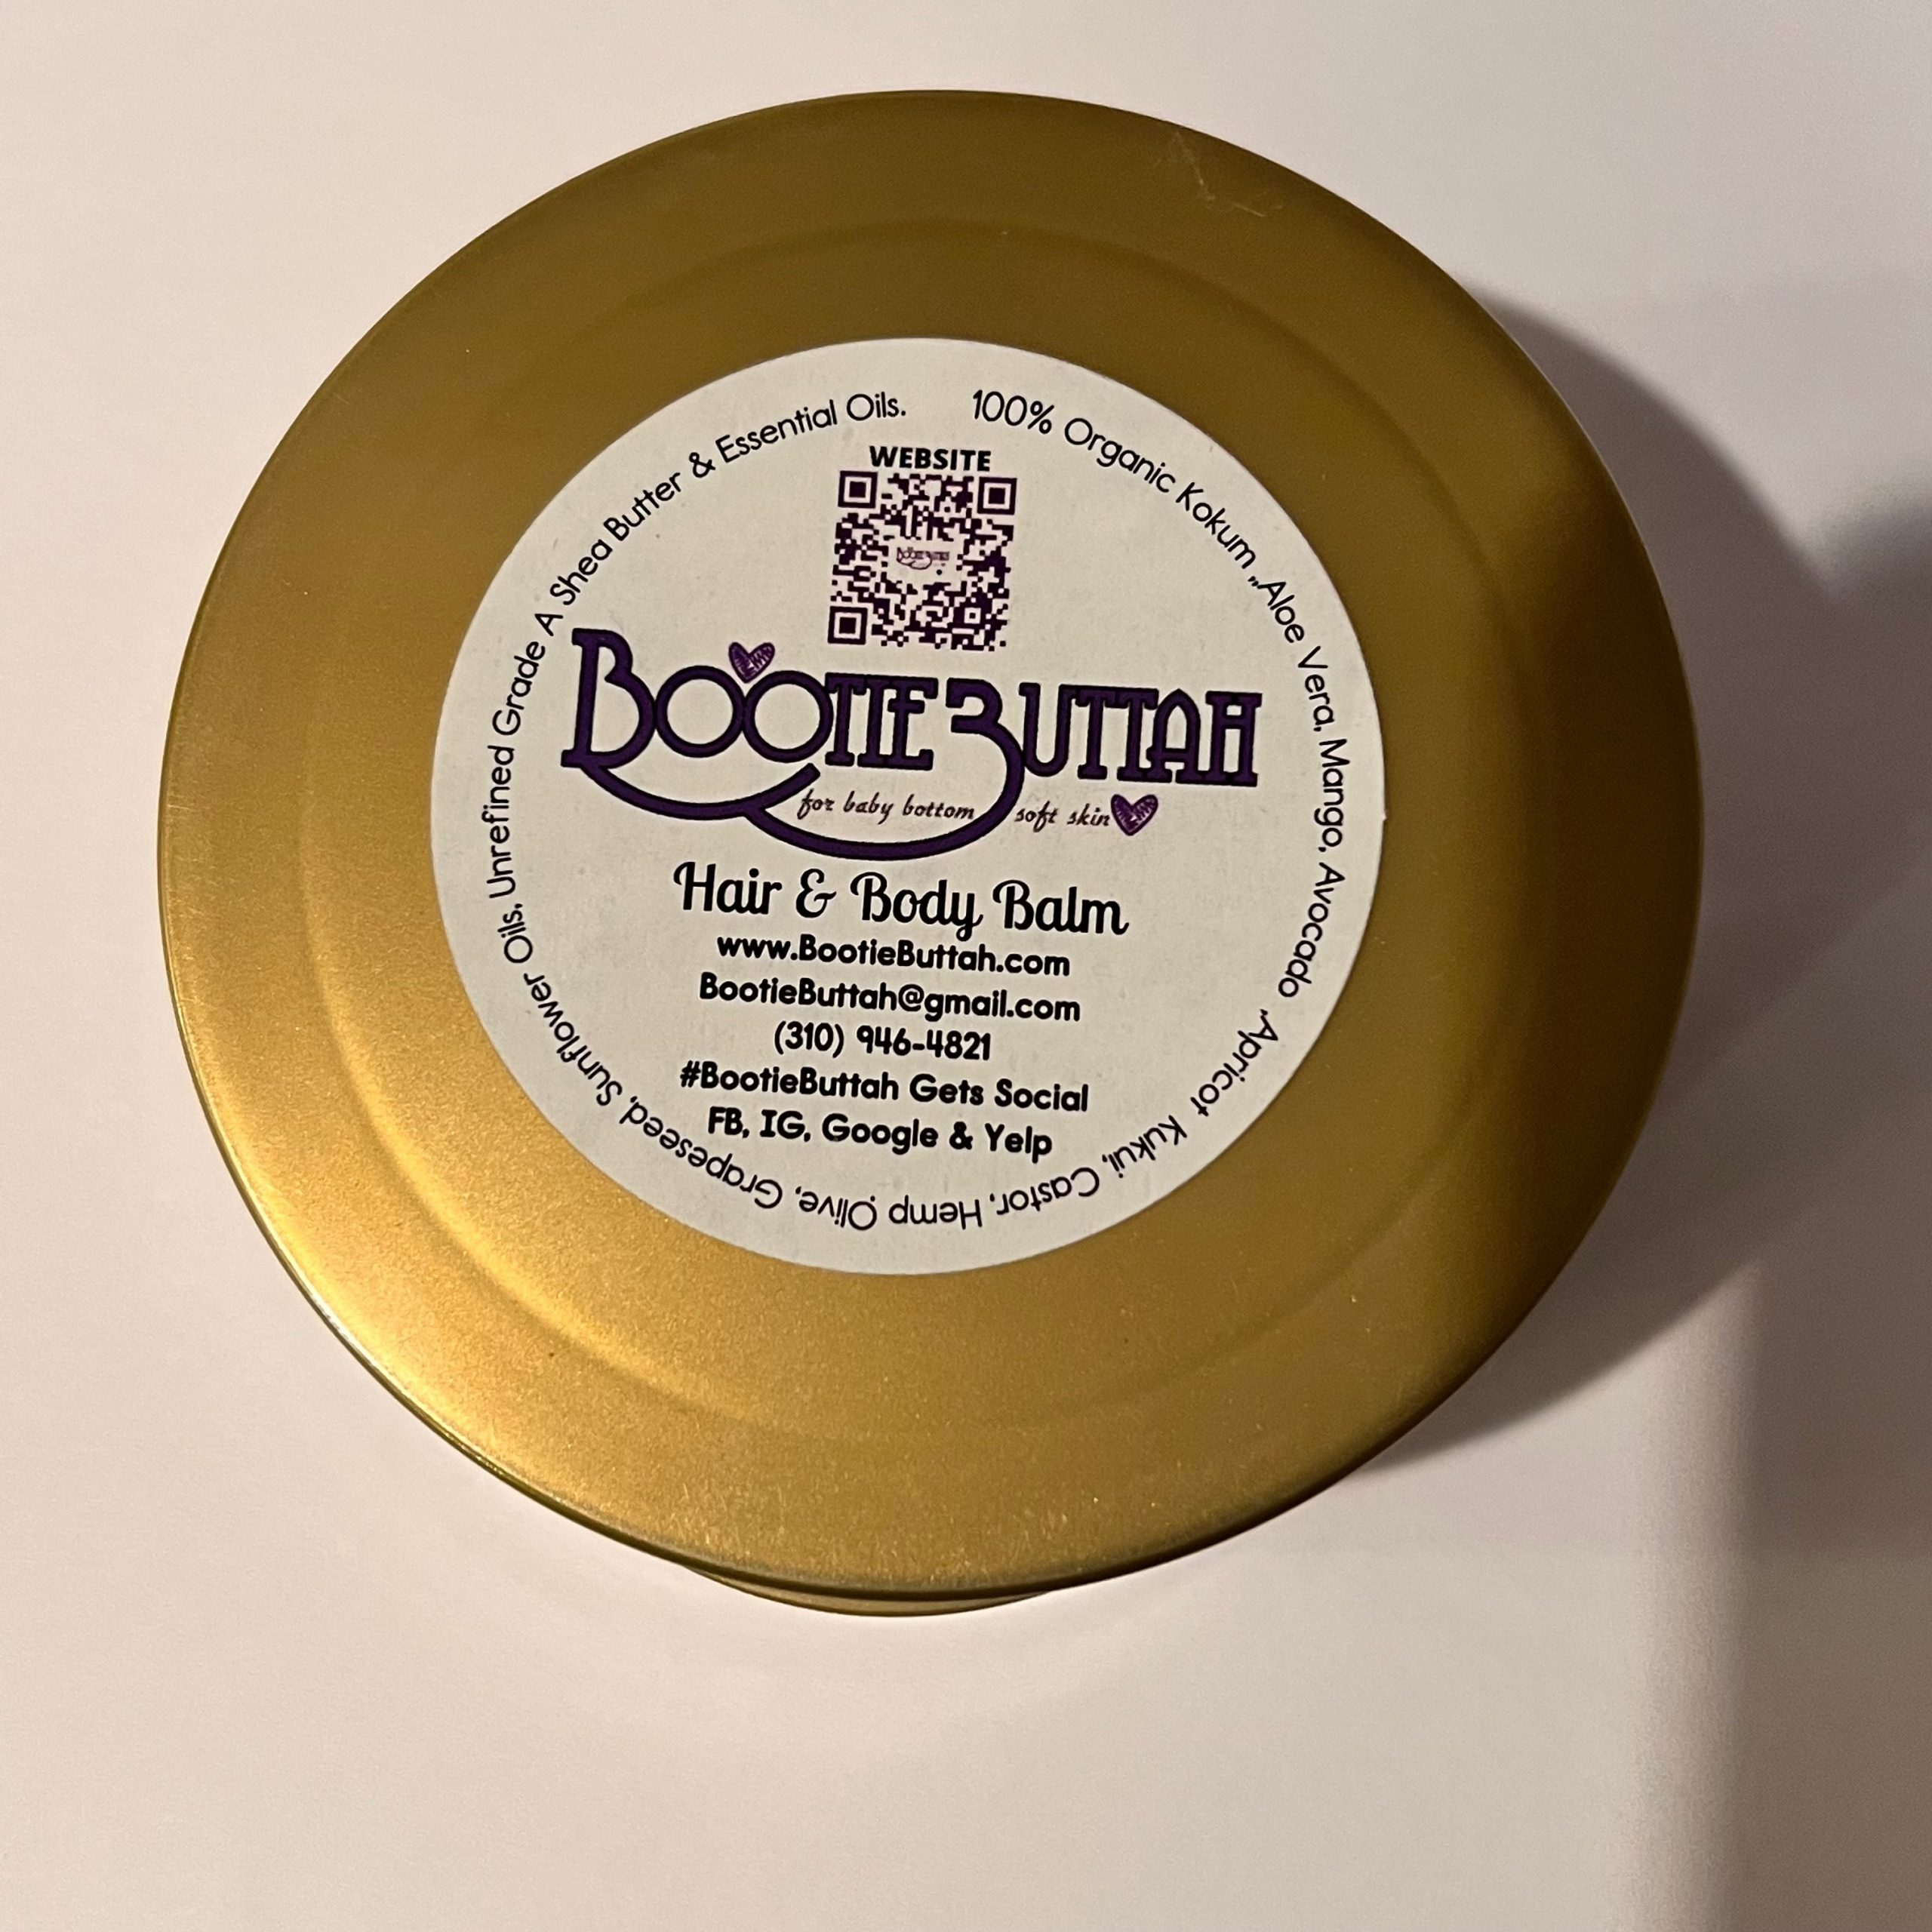 100% Organic Kokum ,,Aloe Vera, Mango, Avocado ,Apricot Kukui, Castor, Hemp ,Olive, Grapeseed, Sunflower Oils, Unrefined Grade A Shea Butter & Essential Oils.
WEBSITE
BOOTIE BUTTAH
for baby bottom soft skin
Hair & Body Balm
www.BootieButtah.com
BootieButtah@gmail.com
(310) 946-4821
#BootieButtah Gets Social
FB, IG, Google & Yelp